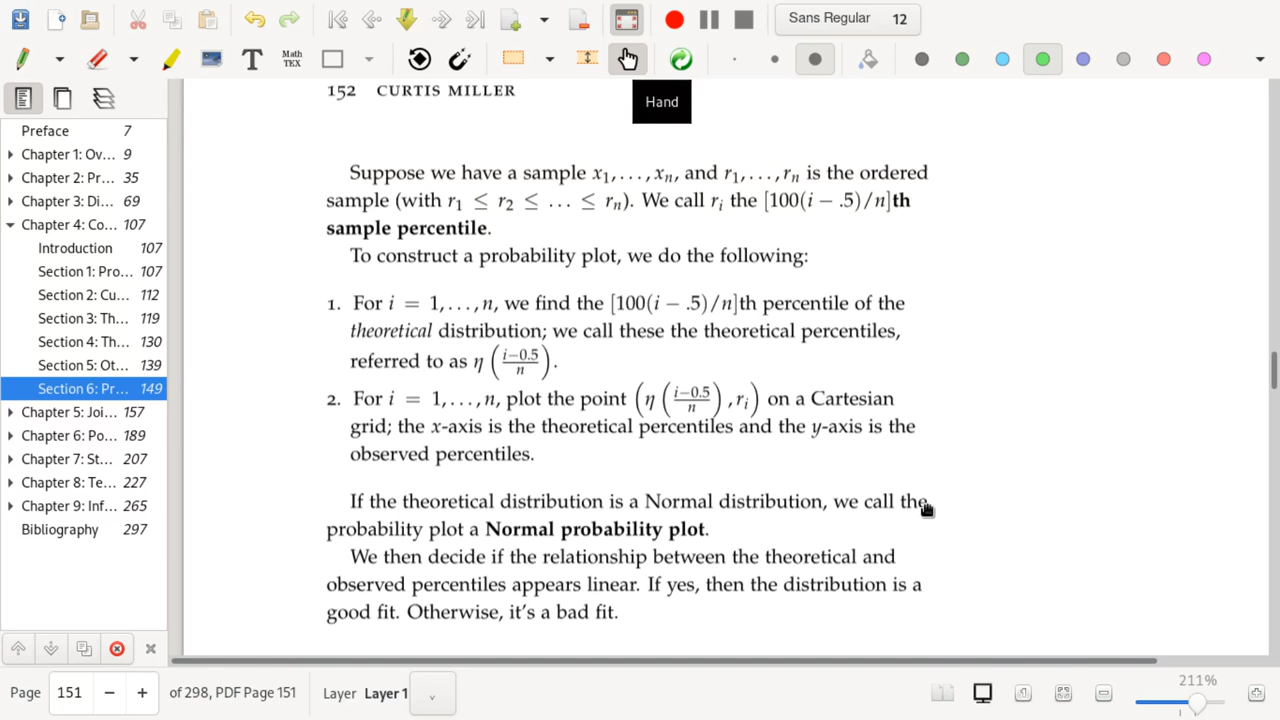 Sans Regular 12
Math
TEX
Hand
Preface 7
Chapter 1: Ov... 9
Chapter 2: Pr... 35
Chapter 3: Di... 69
Chapter 4: Co... 107
Introduction 107
Section 1: Pro... 107
Section 2: Cu... 112
Section 3: Th... 119
Section 4: Th... 130
Section 5: Ot... 139
Section 6: Pr... 149
Chapter 5: Joi... 157
Chapter 6: Po... 189
Chapter 7: St... 207
Chapter 8: Te... 227
Chapter 9: Inf... 265
Bibliography 297
152 CURTIS MILLER
Suppose we have a sample x₁, . . . , xₙ, and r₁, . . . , rₙ is the ordered
sample (with r₁ ≤ r₂ ≤ . . . ≤ rₙ). We call rᵢ the [100(i − .5)/n]th
sample percentile.
To construct a probability plot, we do the following:
1. For i = 1, . . . , n, we find the [100(i − .5)/n]th percentile of the
theoretical distribution; we call these the theoretical percentiles,
referred to as η((i−0.5)/n).
2. For i = 1, . . . , n, plot the point (η((i−0.5)/n), rᵢ) on a Cartesian
grid; the x-axis is the theoretical percentiles and the y-axis is the
observed percentiles.
If the theoretical distribution is a Normal distribution, we call the
probability plot a Normal probability plot.
We then decide if the relationship between the theoretical and
observed percentiles appears linear. If yes, then the distribution is a
good fit. Otherwise, it's a bad fit.
Page 151 − + of 298, PDF Page 151 Layer Layer 1 211%